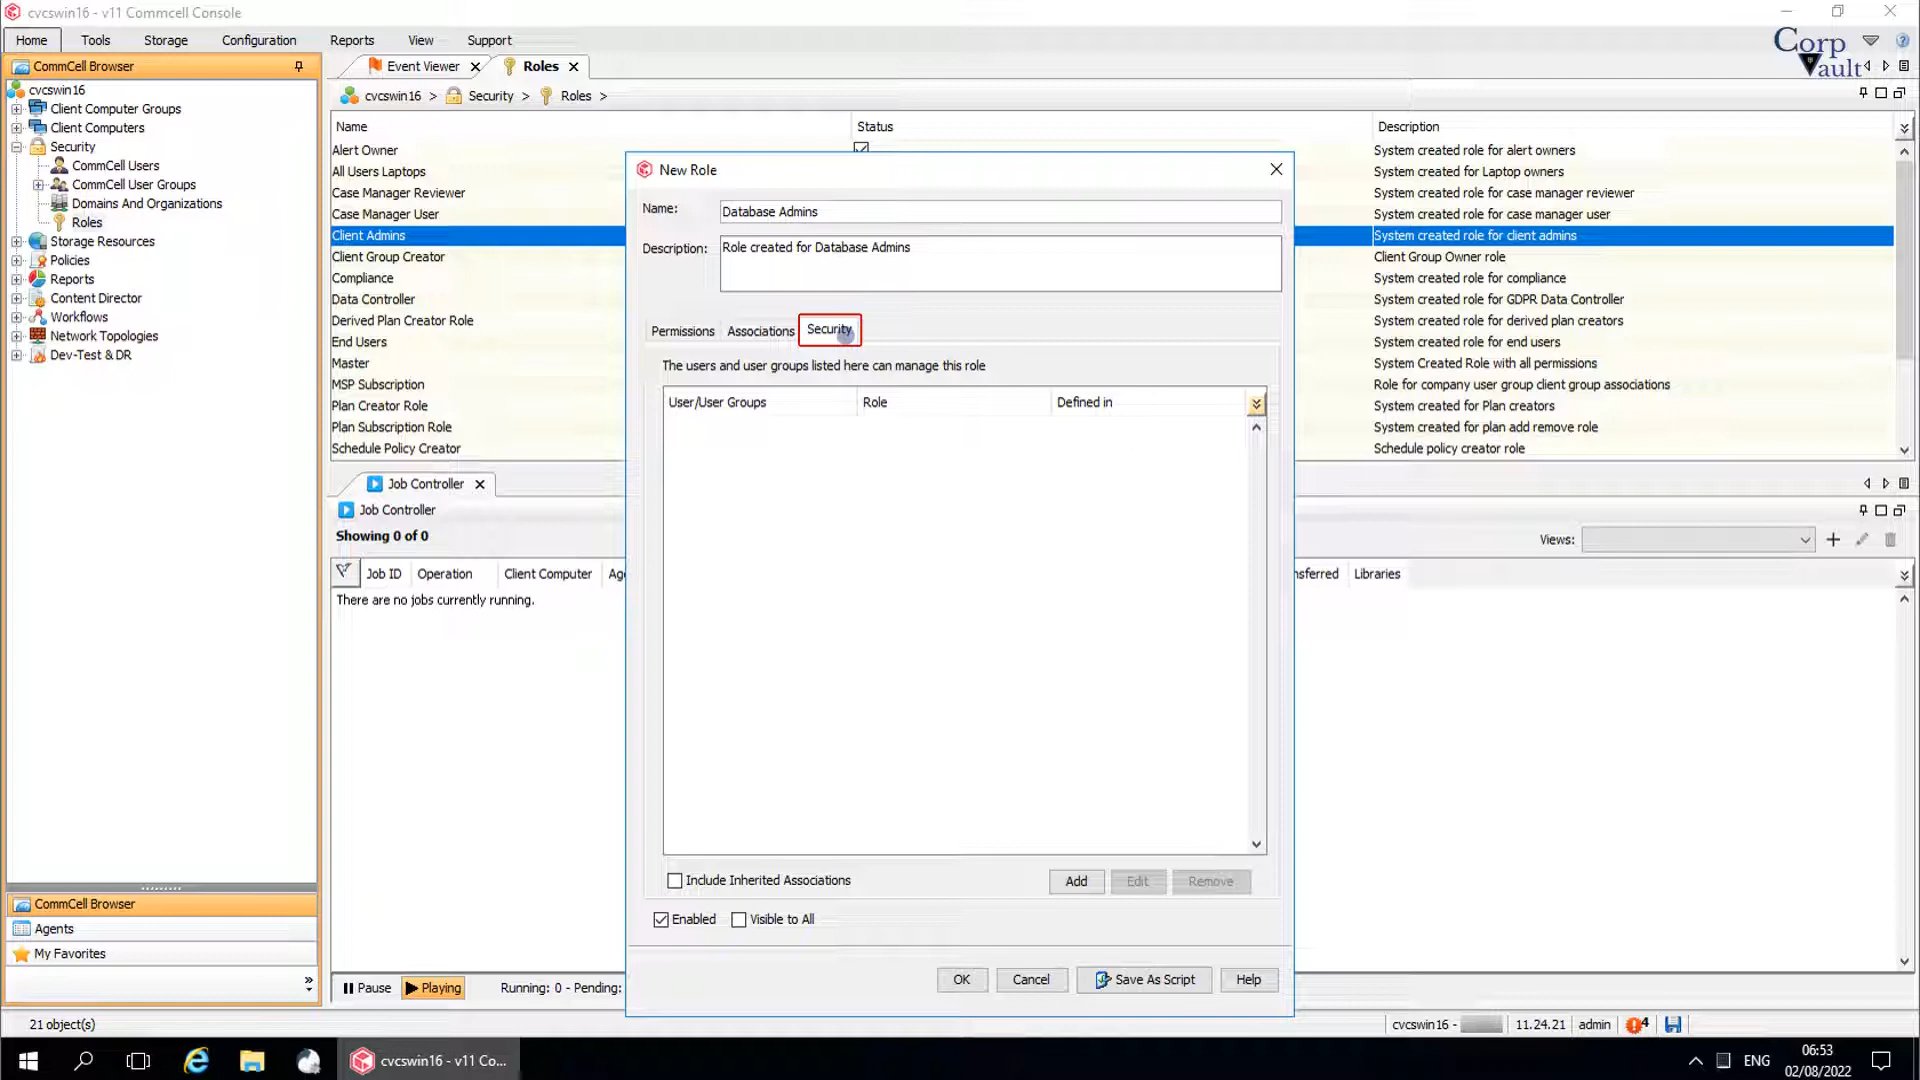 cvcswin16 - v11 Commcell Console
Home Tools Storage Configuration Reports View Support
Corp Vault
CommCell Browser
cvcswin16
Client Computer Groups
Client Computers
Security
CommCell Users
CommCell User Groups
Domains And Organizations
Roles
Storage Resources
Policies
Reports
Content Director
Workflows
Network Topologies
Dev-Test & DR
CommCell Browser
Agents
My Favorites
Event Viewer Roles
cvcswin16 > Security > Roles >
Name Status Description
Alert Owner System created role for alert owners
All Users Laptops System created for Laptop owners
Case Manager Reviewer System created role for case manager reviewer
Case Manager User System created role for case manager user
Client Admins System created role for client admins
Client Group Creator Client Group Owner role
Compliance System created role for compliance
Data Controller System created role for GDPR Data Controller
Derived Plan Creator Role System created role for derived plan creators
End Users System created role for end users
Master System Created Role with all permissions
MSP Subscription Role for company user group client group associations
Plan Creator Role System created for Plan creators
Plan Subscription Role System created for plan add remove role
Schedule Policy Creator Schedule policy creator role
New Role
Name: Database Admins
Description: Role created for Database Admins
Permissions Associations Security
The users and user groups listed here can manage this role
User/User Groups Role Defined in
Include Inherited Associations Add Edit Remove
Enabled Visible to All
OK Cancel Save As Script Help
Job Controller
Job Controller
Showing 0 of 0
Views:
Job ID Operation Client Computer Ag nsferred Libraries
There are no jobs currently running.
Pause Playing Running: 0 - Pending:
21 object(s) cvcswin16 - 11.24.21 admin 4
cvcswin16 - v11 Co... ENG 06:53
02/08/2022